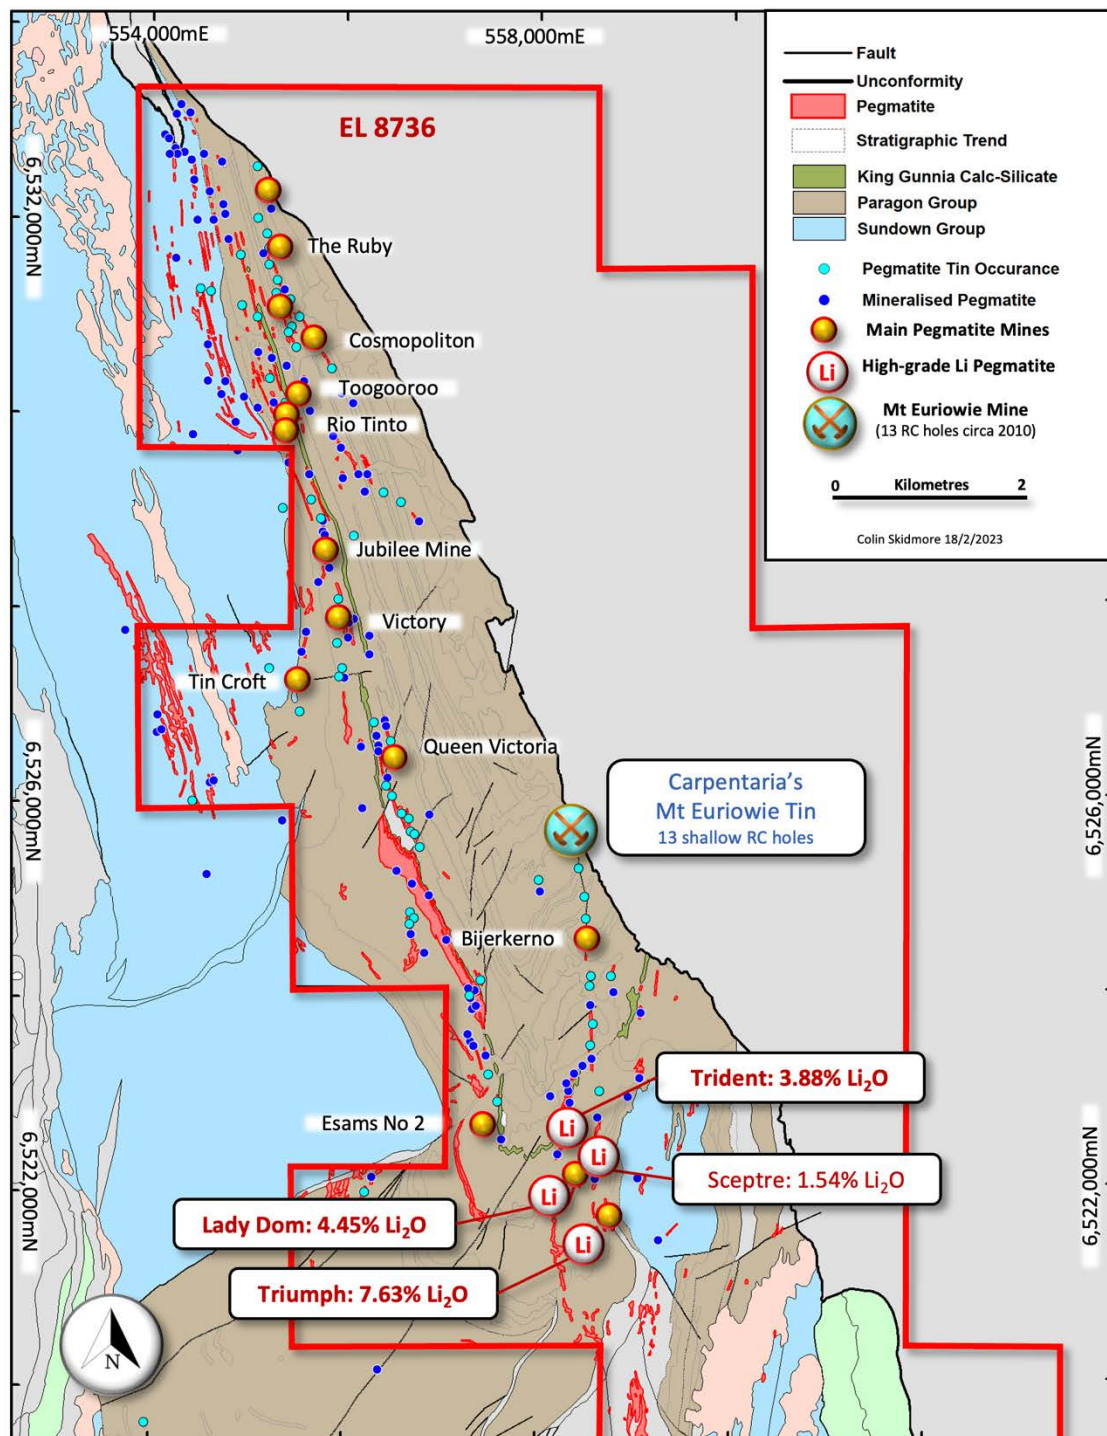 554,000mE
558,000mE
Fault
Unconformity
Pegmatite
Stratigraphic Trend
King Gunnia Calc-Silicate
Paragon Group
Sundown Group
Pegmatite Tin Occurance
Mineralised Pegmatite
Main Pegmatite Mines
Li
High-grade Li Pegmatite
Mt Euriowie Mine
(13 RC holes circa 2010)
0 Kilometres 2
Colin Skidmore 18/2/2023
EL 8736
6,532,000mN
The Ruby
Cosmopoliton
Toogooroo
Rio Tinto
Jubilee Mine
Victory
Tin Croft
Queen Victoria
6,526,000mN
Carpentaria's
Mt Euriowie Tin
13 shallow RC holes
6,526,000mN
Bijerkerno
Trident: 3.88% Li₂O
Esams No 2
Li
Li
Sceptre: 1.54% Li₂O
Li
Lady Dom: 4.45% Li₂O
6,522,000mN
6,522,000mN
Li
Triumph: 7.63% Li₂O
N